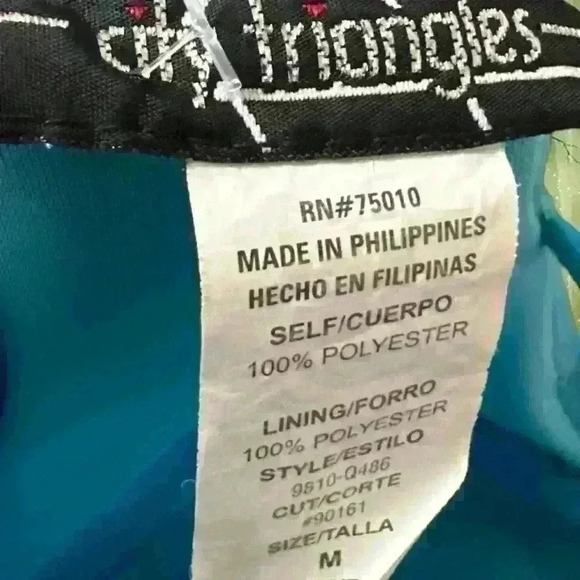 city triangles
RN#75010
MADE IN PHILIPPINES
HECHO EN FILIPINAS
SELF/CUERPO
100% POLYESTER
LINING/FORRO
100% POLYESTER
STYLE/ESTILO
9810-Q486
CUT/CORTE
#90161
SIZE/TALLA
M